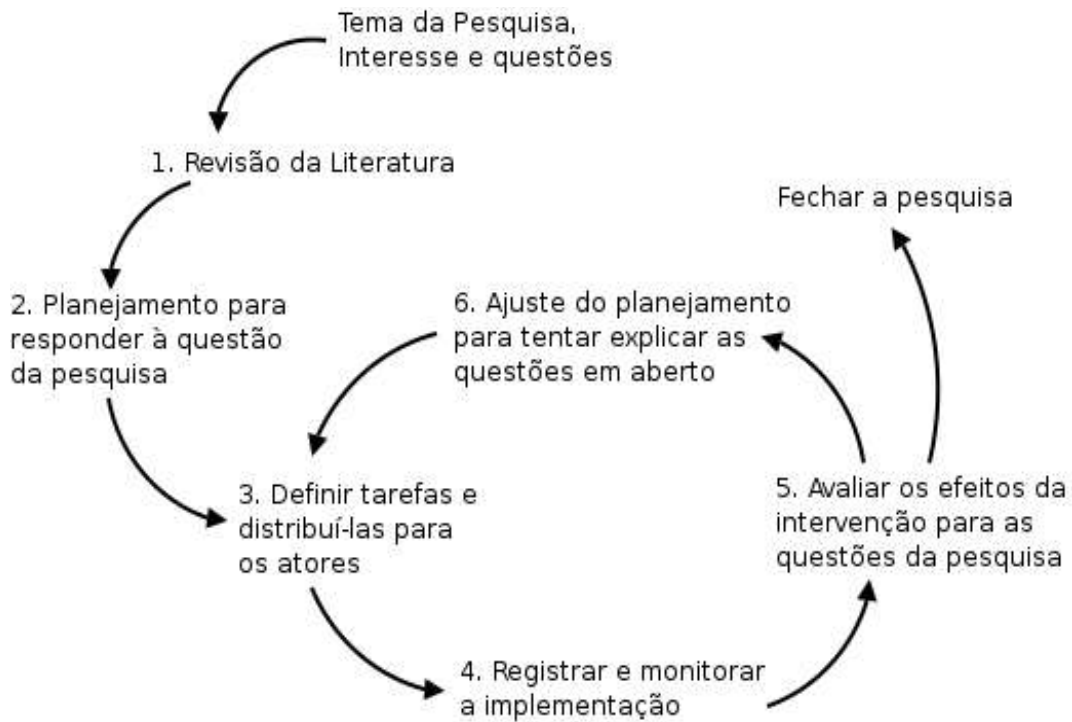 Tema da Pesquisa,
Interesse e questões
1. Revisão da Literatura
Fechar a pesquisa
2. Planejamento para
responder à questão
da pesquisa
6. Ajuste do planejamento
para tentar explicar as
questões em aberto
3. Definir tarefas e
distribuí-las para
os atores
5. Avaliar os efeitos da
intervenção para as
questões da pesquisa
4. Registrar e monitorar
a implementação